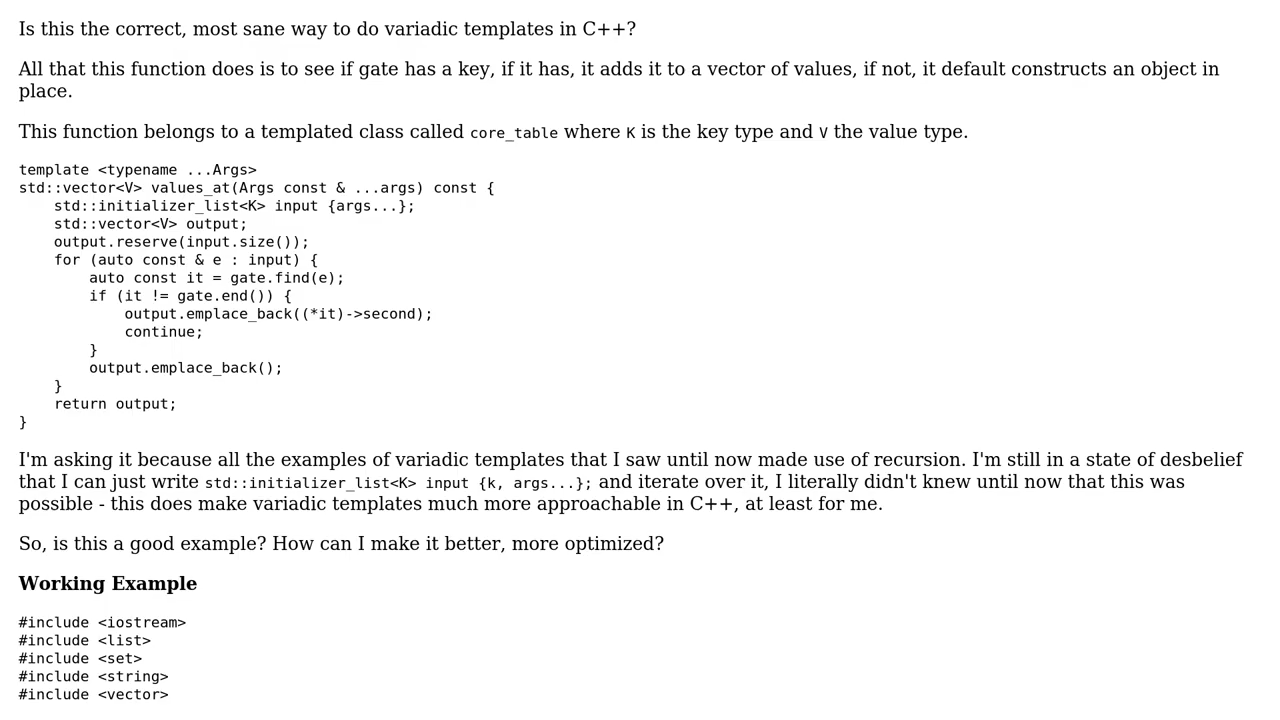 Is this the correct, most sane way to do variadic templates in C++?
All that this function does is to see if gate has a key, if it has, it adds it to a vector of values, if not, it default constructs an object in
place.
This function belongs to a templated class called core_table where K is the key type and V the value type.
template <typename ...Args>
std::vector<V> values_at(Args const & ...args) const {
    std::initializer_list<K> input {args...};
    std::vector<V> output;
    output.reserve(input.size());
    for (auto const & e : input) {
        auto const it = gate.find(e);
        if (it != gate.end()) {
            output.emplace_back((*it)->second);
            continue;
        }
        output.emplace_back();
    }
    return output;
}
I'm asking it because all the examples of variadic templates that I saw until now made use of recursion. I'm still in a state of desbelief
that I can just write std::initializer_list<K> input {k, args...}; and iterate over it, I literally didn't knew until now that this was
possible - this does make variadic templates much more approachable in C++, at least for me.
So, is this a good example? How can I make it better, more optimized?
Working Example
#include <iostream>
#include <list>
#include <set>
#include <string>
#include <vector>